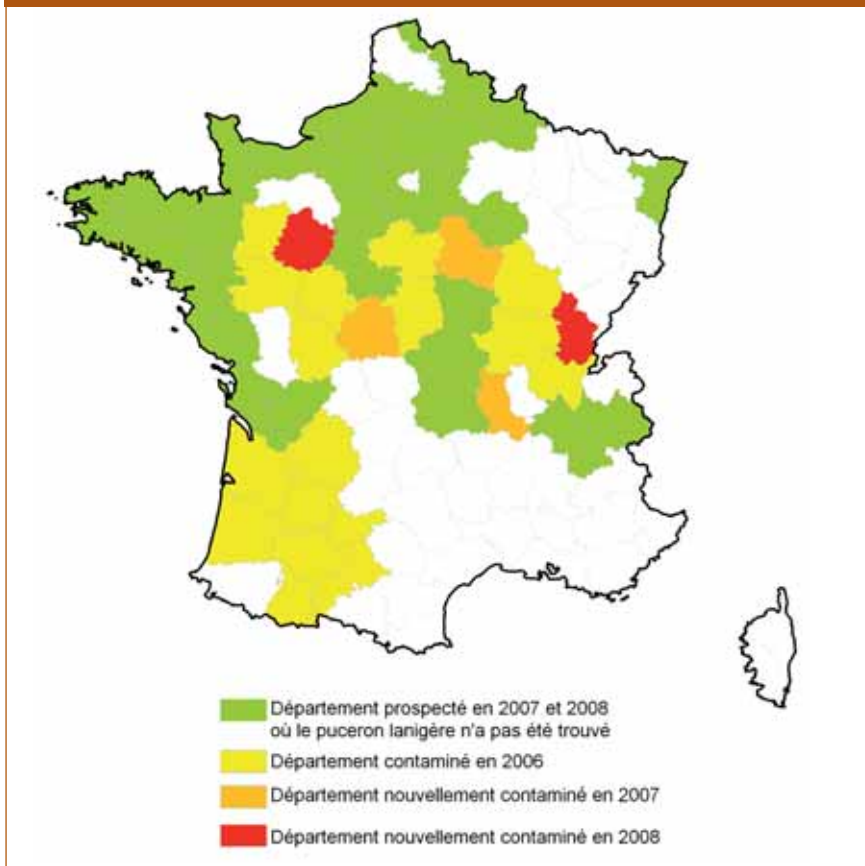 Département prospecté en 2007 et 2008
où le puceron lanigère n'a pas été trouvé
Département contaminé en 2006
Département nouvellement contaminé en 2007
Département nouvellement contaminé en 2008